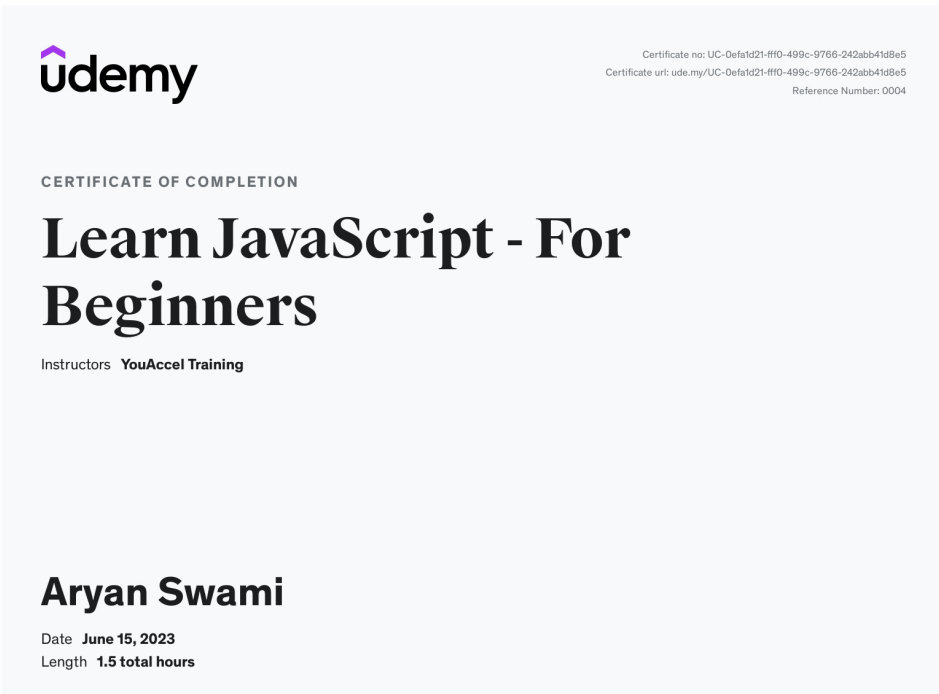 udemy
Certificate no: UC-0efa1d21-fff0-499c-9766-242abb41d8e5
Certificate url: ude.my/UC-0efa1d21-fff0-499c-9766-242abb41d8e5
Reference Number: 0004
CERTIFICATE OF COMPLETION
Learn JavaScript - For
Beginners
Instructors YouAccel Training
Aryan Swami
Date June 15, 2023
Length 1.5 total hours